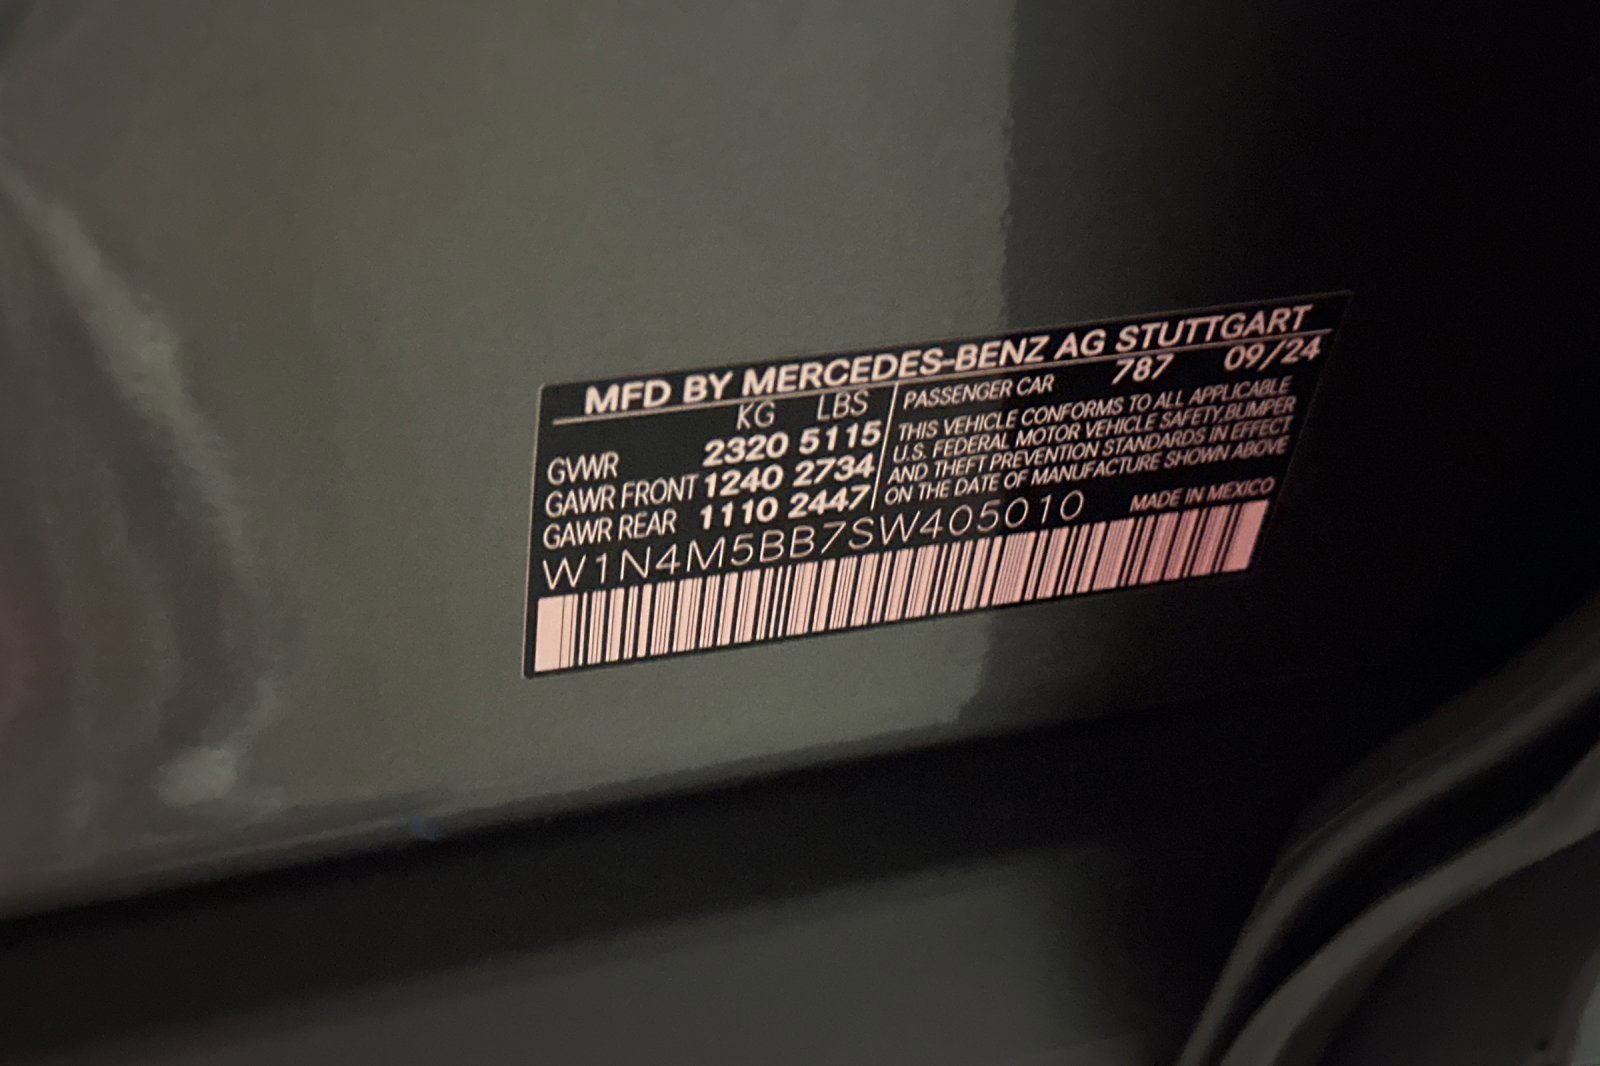 MFD BY MERCEDES-BENZ AG STUTTGART
KG LBS
GVWR 2320 5115
GAWR FRONT 1240 2734
GAWR REAR 1110 2447
PASSENGER CAR 787 09/24
THIS VEHICLE CONFORMS TO ALL APPLICABLE
U.S. FEDERAL MOTOR VEHICLE SAFETY,BUMPER
AND THEFT PREVENTION STANDARDS IN EFFECT
ON THE DATE OF MANUFACTURE SHOWN ABOVE
W1N4M5BB7SW405010 MADE IN MEXICO